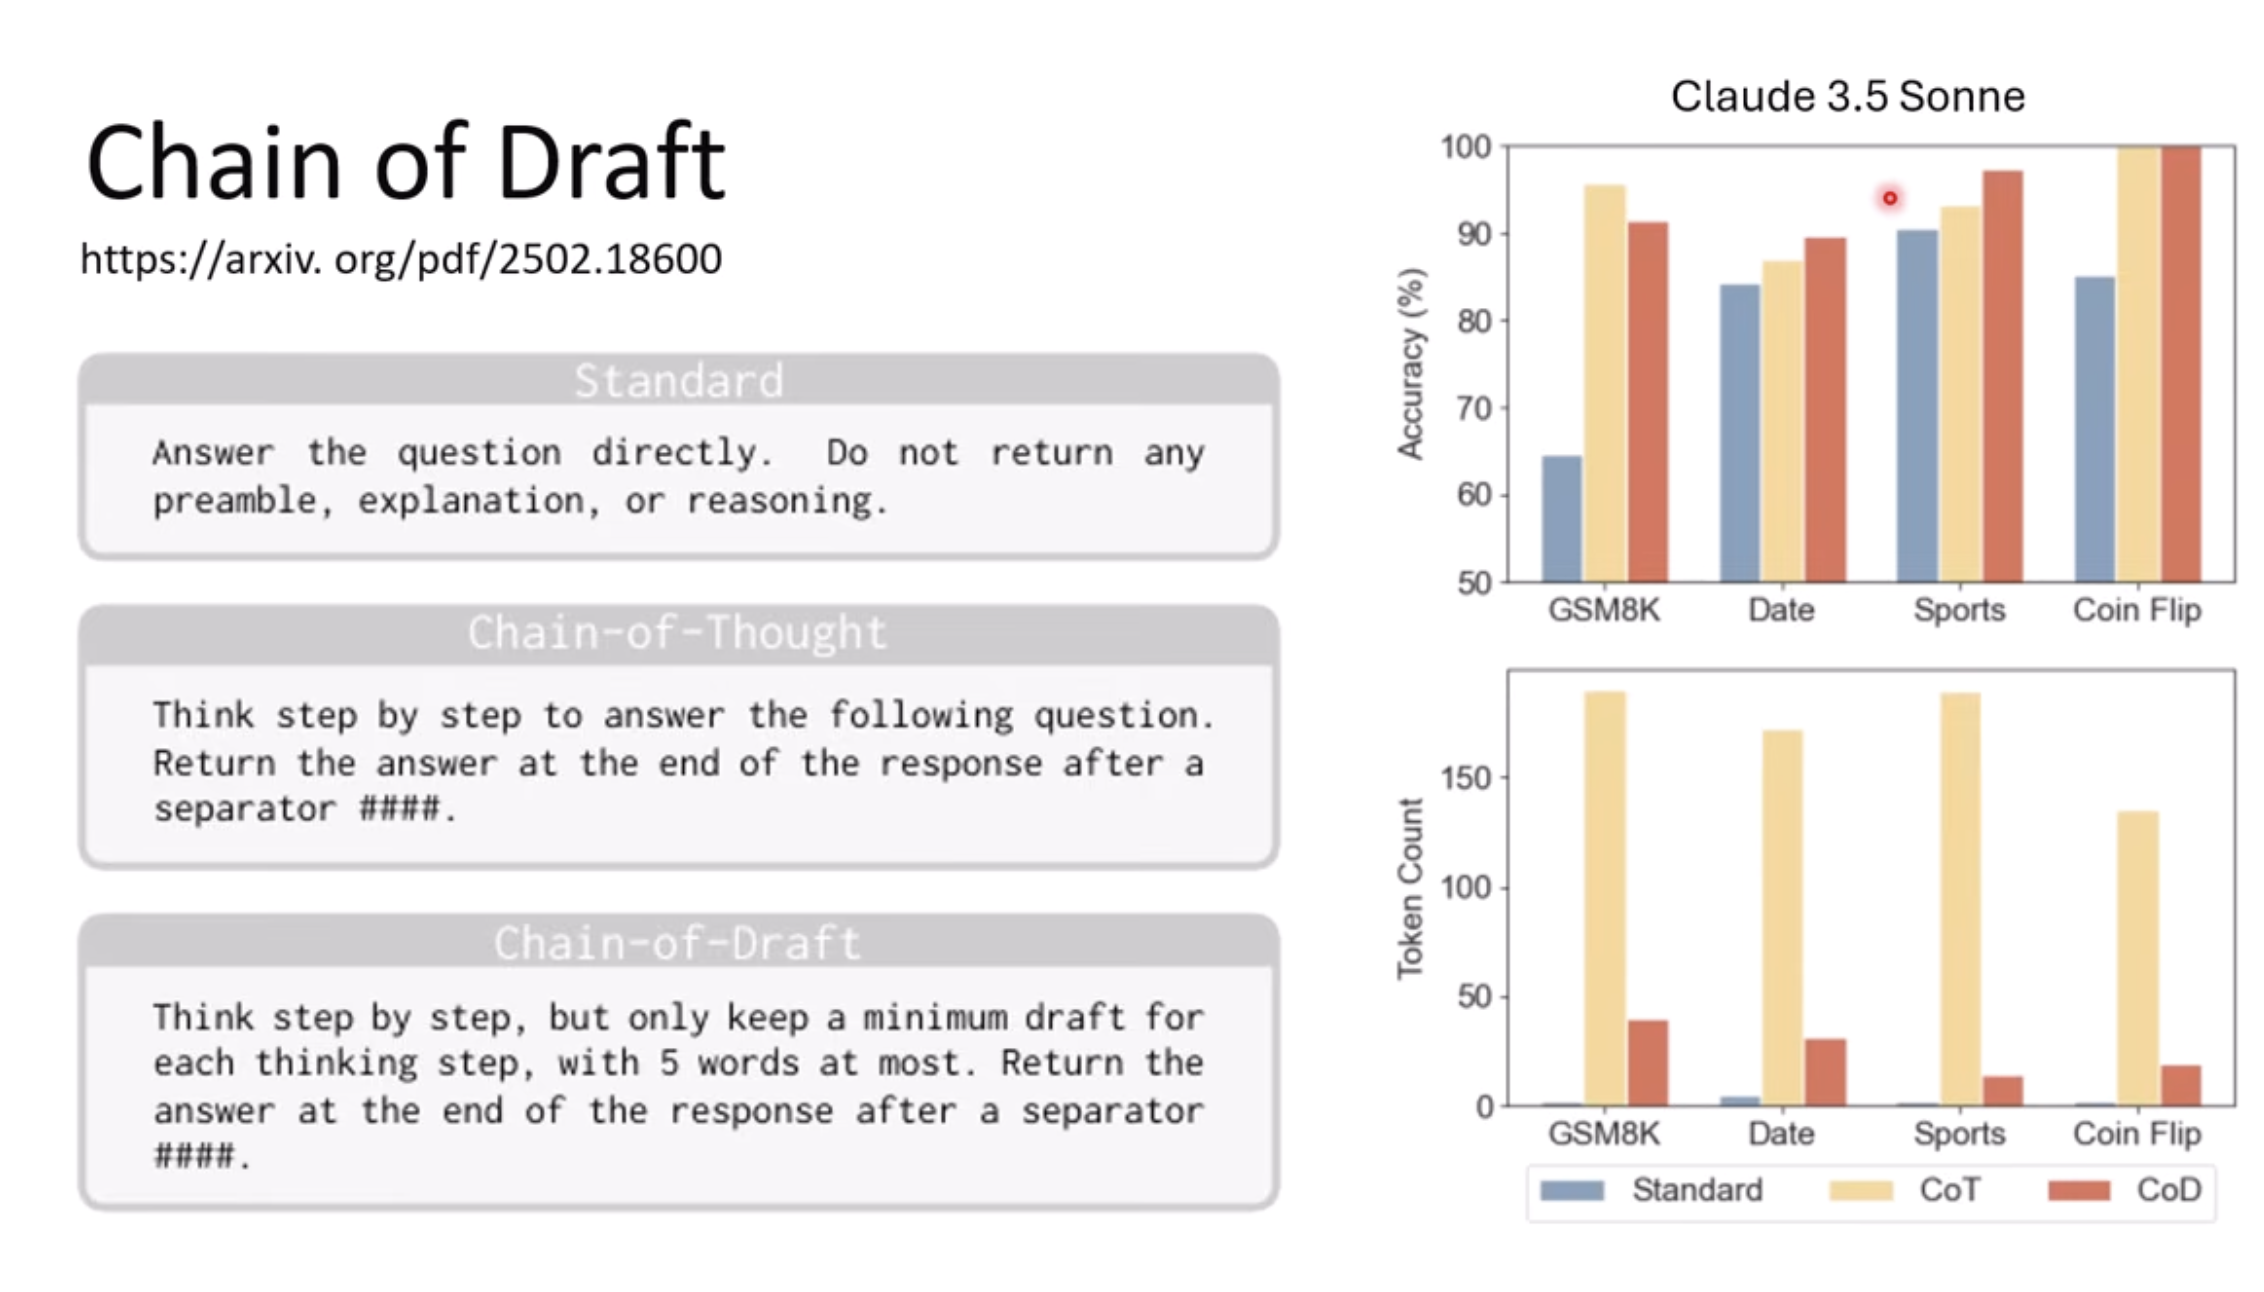 Chain of Draft
https://arxiv. org/pdf/2502.18600
Standard
Answer the question directly. Do not return any
preamble, explanation, or reasoning.
Chain-of-Thought
Think step by step to answer the following question.
Return the answer at the end of the response after a
separator ####.
Chain-of-Draft
Think step by step, but only keep a minimum draft for
each thinking step, with 5 words at most. Return the
answer at the end of the response after a separator
####.
Claude 3.5 Sonne
Accuracy (%)
100
90
80
70
60
50
GSM8K Date Sports Coin Flip
Token Count
150
100
50
0
GSM8K Date Sports Coin Flip
Standard CoT CoD